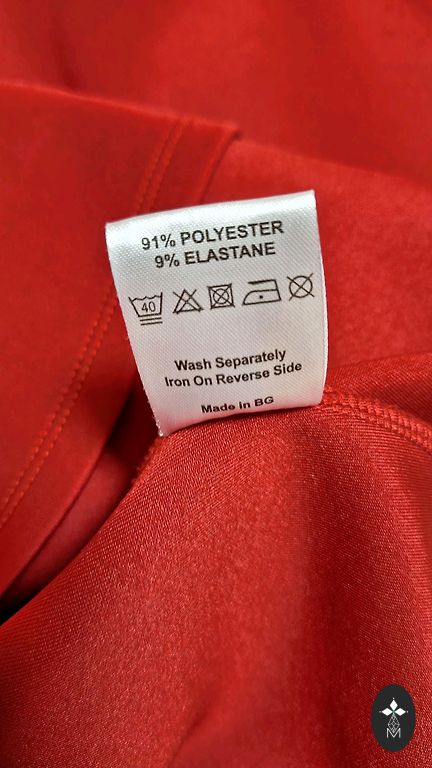 91% POLYESTER
9% ELASTANE
40
Wash Separately
Iron On Reverse Side
Made in BG
M